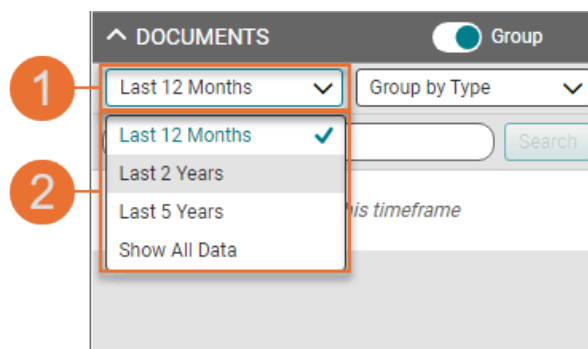 DOCUMENTS
Group
1
Last 12 Months
Group by Type
Last 12 Months
Search
2
Last 2 Years
Last 5 Years
timeframe
Show All Data